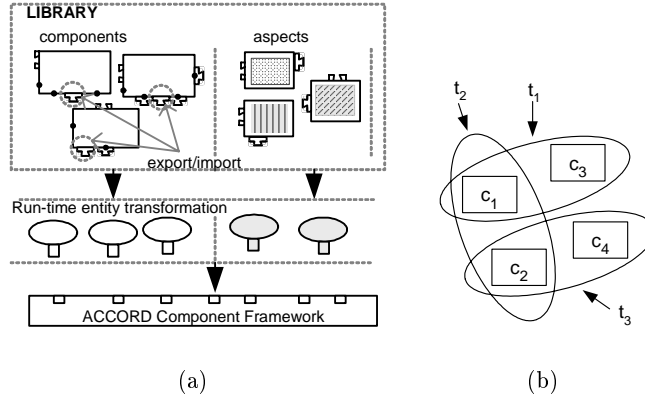 LIBRARY
components
aspects
export/import
Run-time entity transformation
ACCORD Component Framework
(a)
t2
t1
c3
c1
c4
c2
t3
(b)